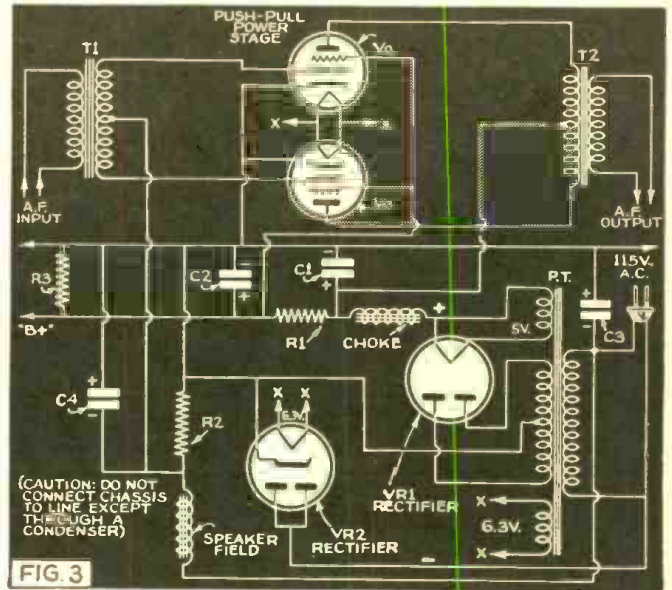 PUSH-PULL
POWER
STAGE
T1
T2
X
A.F.
INPUT
A.F.
OUTPUT
R3
C2
-
+
C1
-
+
115V.
A.C.
P.T.
"B+"
R1
CHOKE
+
5V.
+
-
C3
C4
+
-
R2
X
X
6.3V.
VR1
RECTIFIER
(CAUTION: DO NOT
CONNECT CHASSIS
TO LINE EXCEPT
THROUGH A
CONDENSER)
SPEAKER
FIELD
VR2
RECTIFIER
-
X
6.3V.
X
FIG. 3